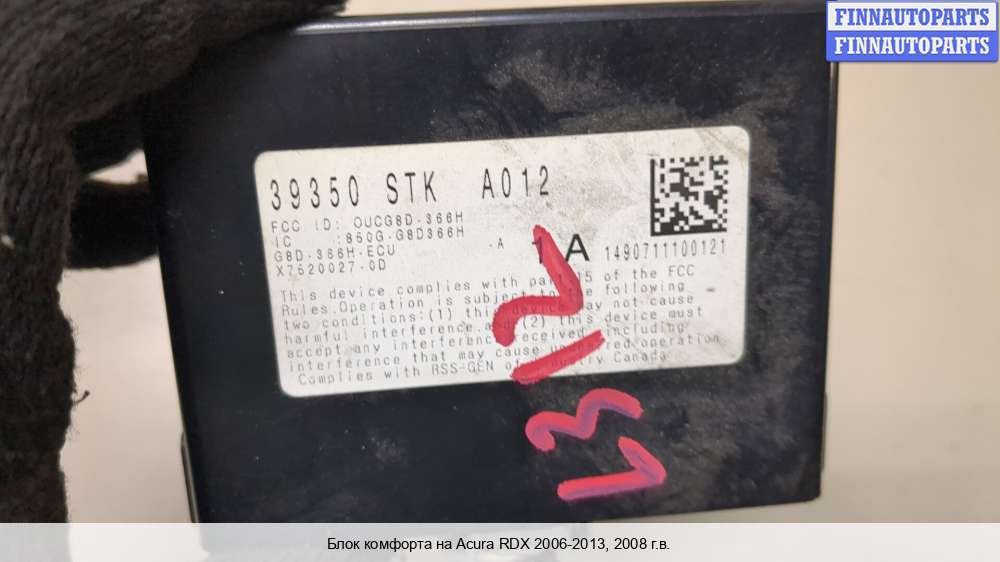 FINNAUTOPARTS
FINNAUTOPARTS
39350 STK A012
FCC ID: OUCG8D-366H
IC :850G-G8D366H
G8D-366H-ECU -A 1 A 1490711100121
X7520027-0D
This device complies with part 15 of the FCC
Rules.Operation is subject to the following
two conditions:(1) this device may not cause
harmful interference.and (2) this device must
accept any interference received, including
interference that may cause undesired operation
Complies with RSS-GEN of Industry Canada
Блок комфорта на Acura RDX 2006-2013, 2008 г.в.